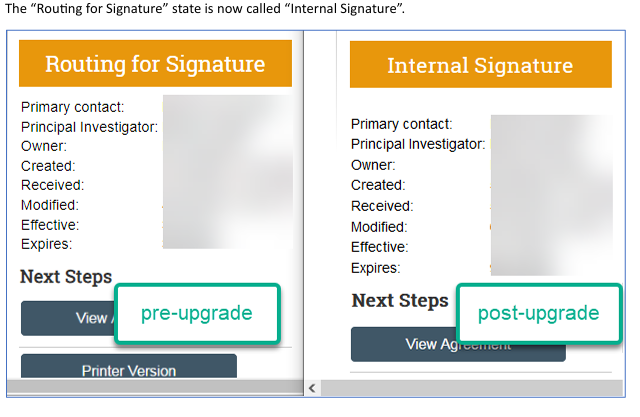 The “Routing for Signature” state is now called “Internal Signature”.
Routing for Signature
Primary contact:
Principal Investigator:
Owner:
Created:
Received:
Modified:
Effective:
Expires:
Next Steps
View
pre-upgrade
Printer Version
Internal Signature
Primary contact:
Principal Investigator:
Owner:
Created:
Received:
Modified:
Effective:
Expires:
Next Steps
post-upgrade
View Agreement